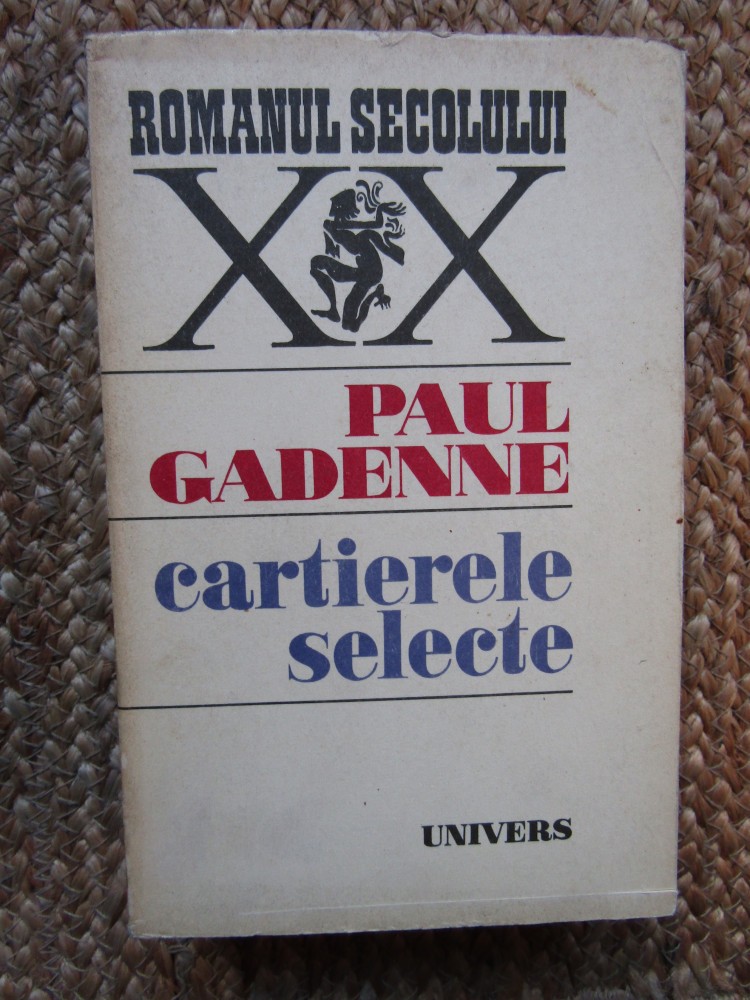 ROMANUL SECOLULUI
XX
PAUL
GADENNE
cartierele
selecte
UNIVERS